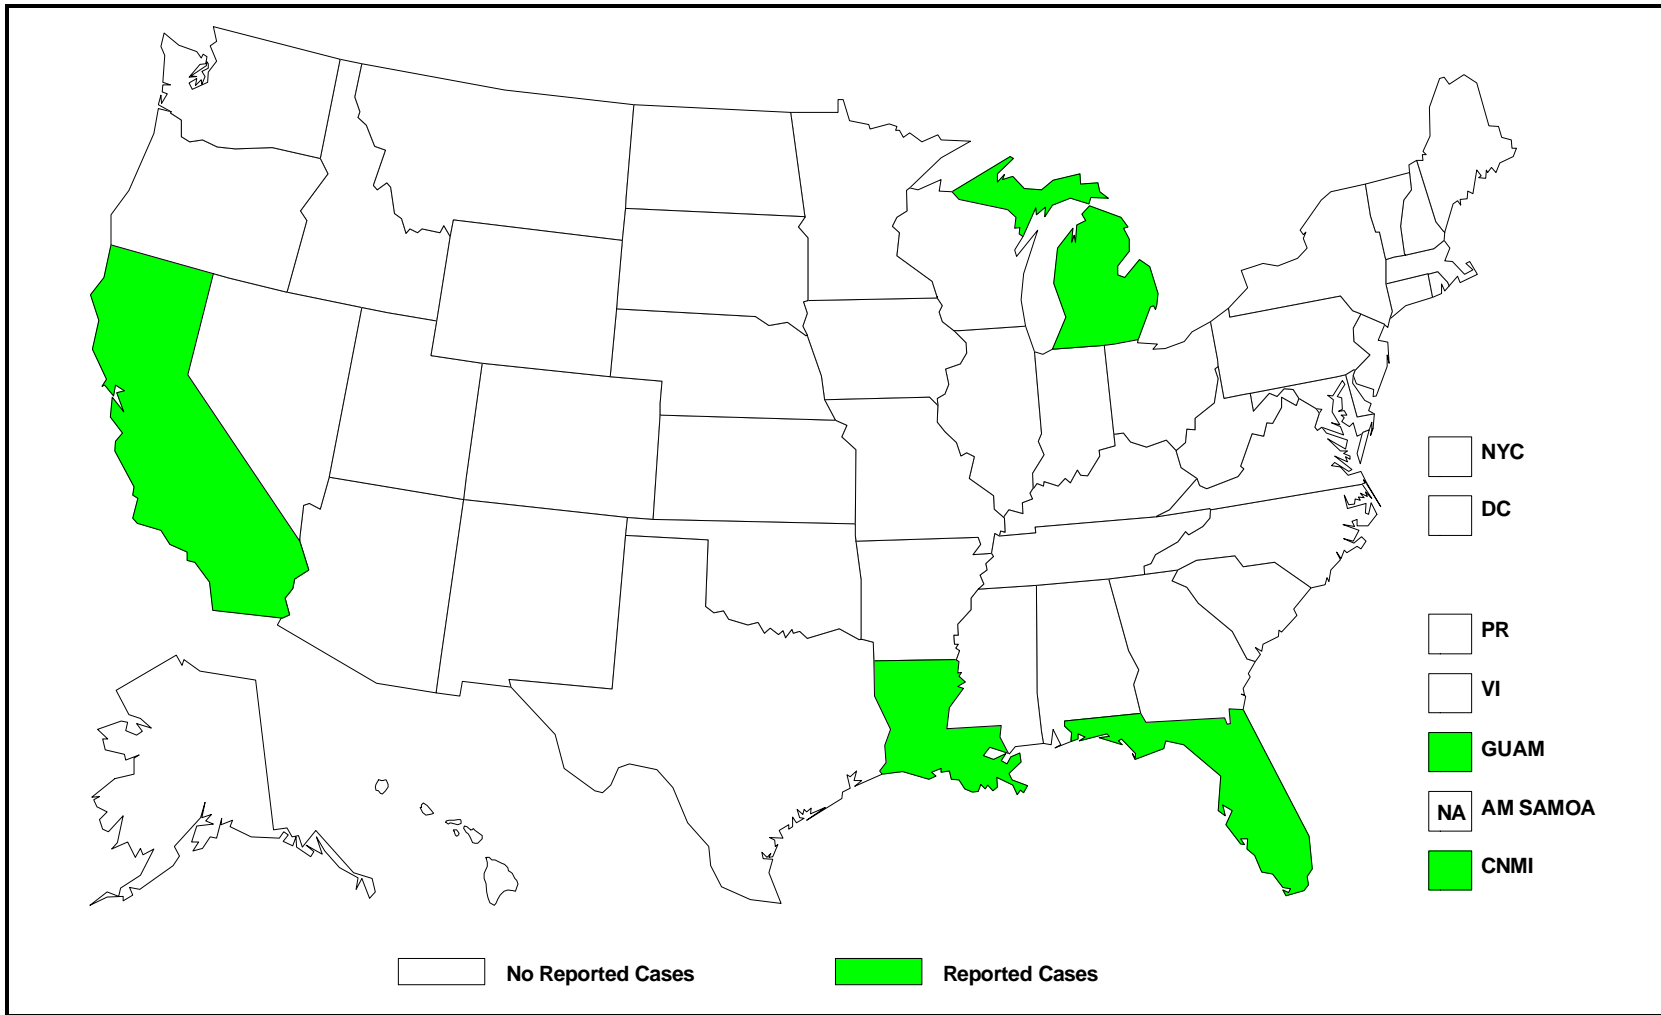 NYC
DC
PR
VI
GUAM
NA AM SAMOA
CNMI
No Reported Cases Reported Cases